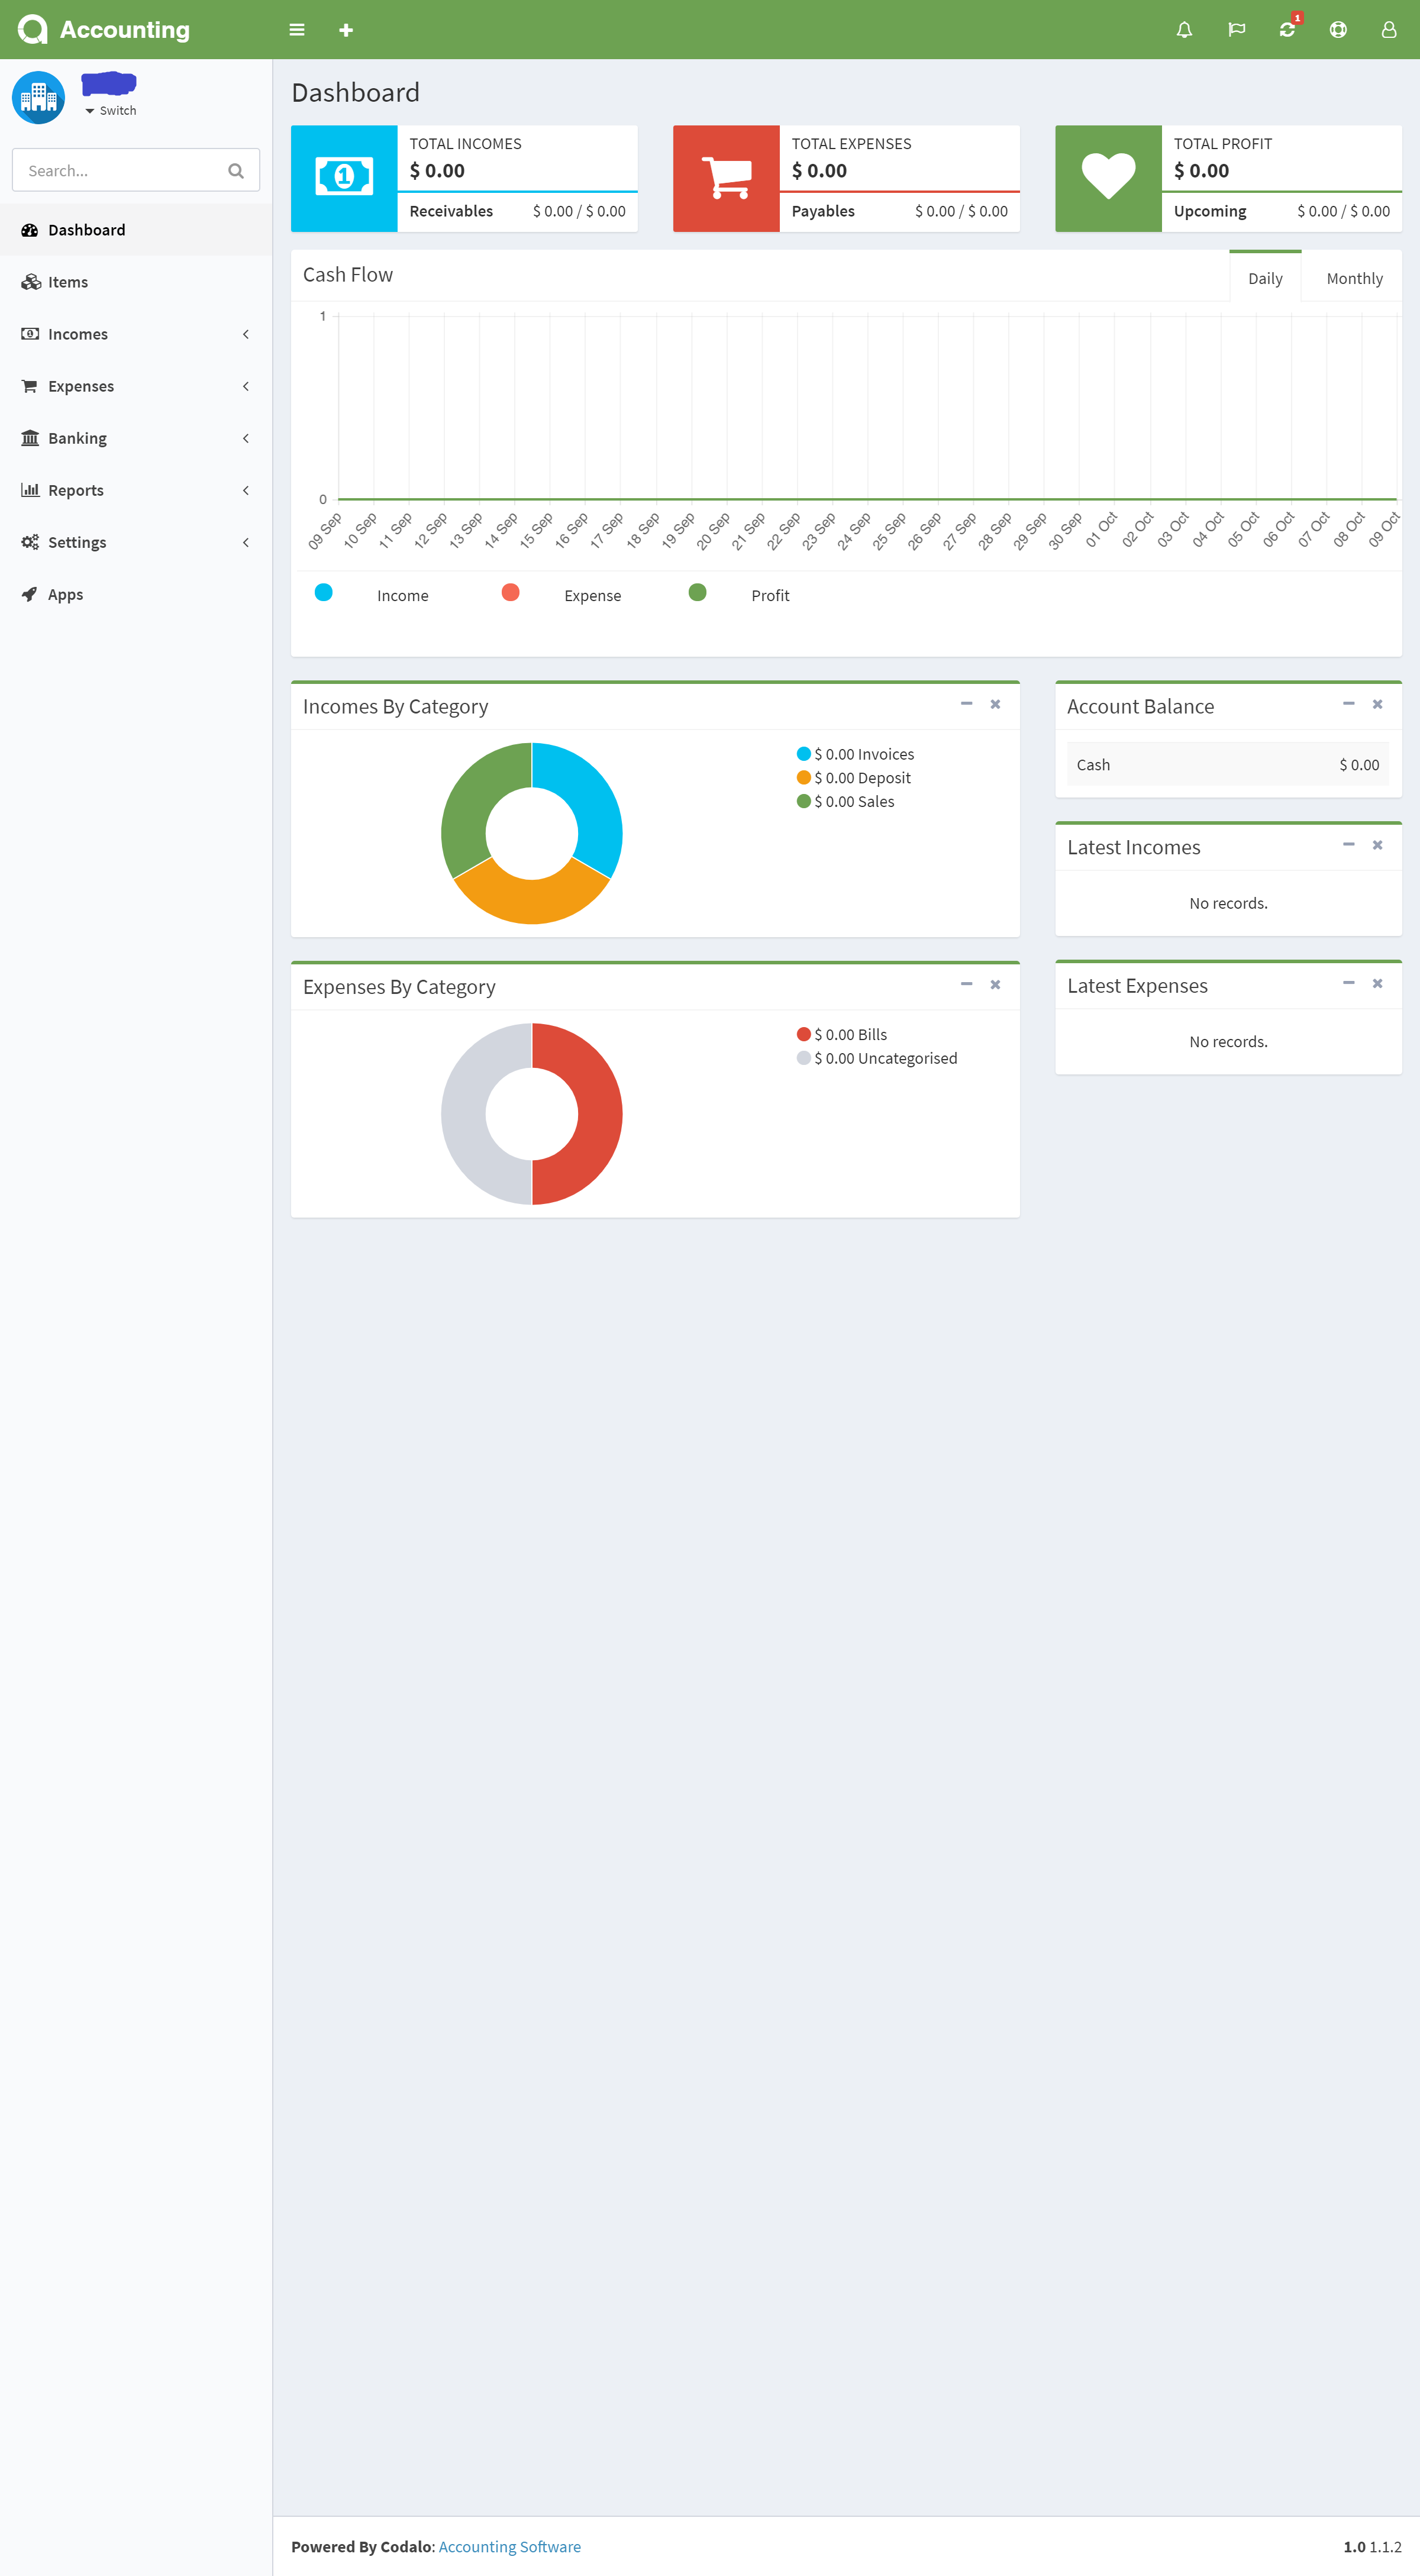 Accounting
1
Switch
Search...
Dashboard
Items
Incomes
Expenses
Banking
Reports
Settings
Apps
Dashboard
TOTAL INCOMES
$ 0.00
Receivables $ 0.00 / $ 0.00
TOTAL EXPENSES
$ 0.00
Payables $ 0.00 / $ 0.00
TOTAL PROFIT
$ 0.00
Upcoming $ 0.00 / $ 0.00
Cash Flow
Daily Monthly
1
0
09 Sep 10 Sep 11 Sep 12 Sep 13 Sep 14 Sep 15 Sep 16 Sep 17 Sep 18 Sep 19 Sep 20 Sep 21 Sep 22 Sep 23 Sep 24 Sep 25 Sep 26 Sep 27 Sep 28 Sep 29 Sep 30 Sep 01 Oct 02 Oct 03 Oct 04 Oct 05 Oct 06 Oct 07 Oct 08 Oct 09 Oct
Income Expense Profit
Incomes By Category
$ 0.00 Invoices
$ 0.00 Deposit
$ 0.00 Sales
Expenses By Category
$ 0.00 Bills
$ 0.00 Uncategorised
Account Balance
Cash $ 0.00
Latest Incomes
No records.
Latest Expenses
No records.
Powered By Codalo: Accounting Software
1.0 1.1.2